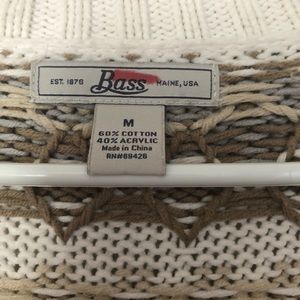 EST. 1876 Bass MAINE, USA
M
60% COTTON
40% ACRYLIC
Made in China
RN#69426